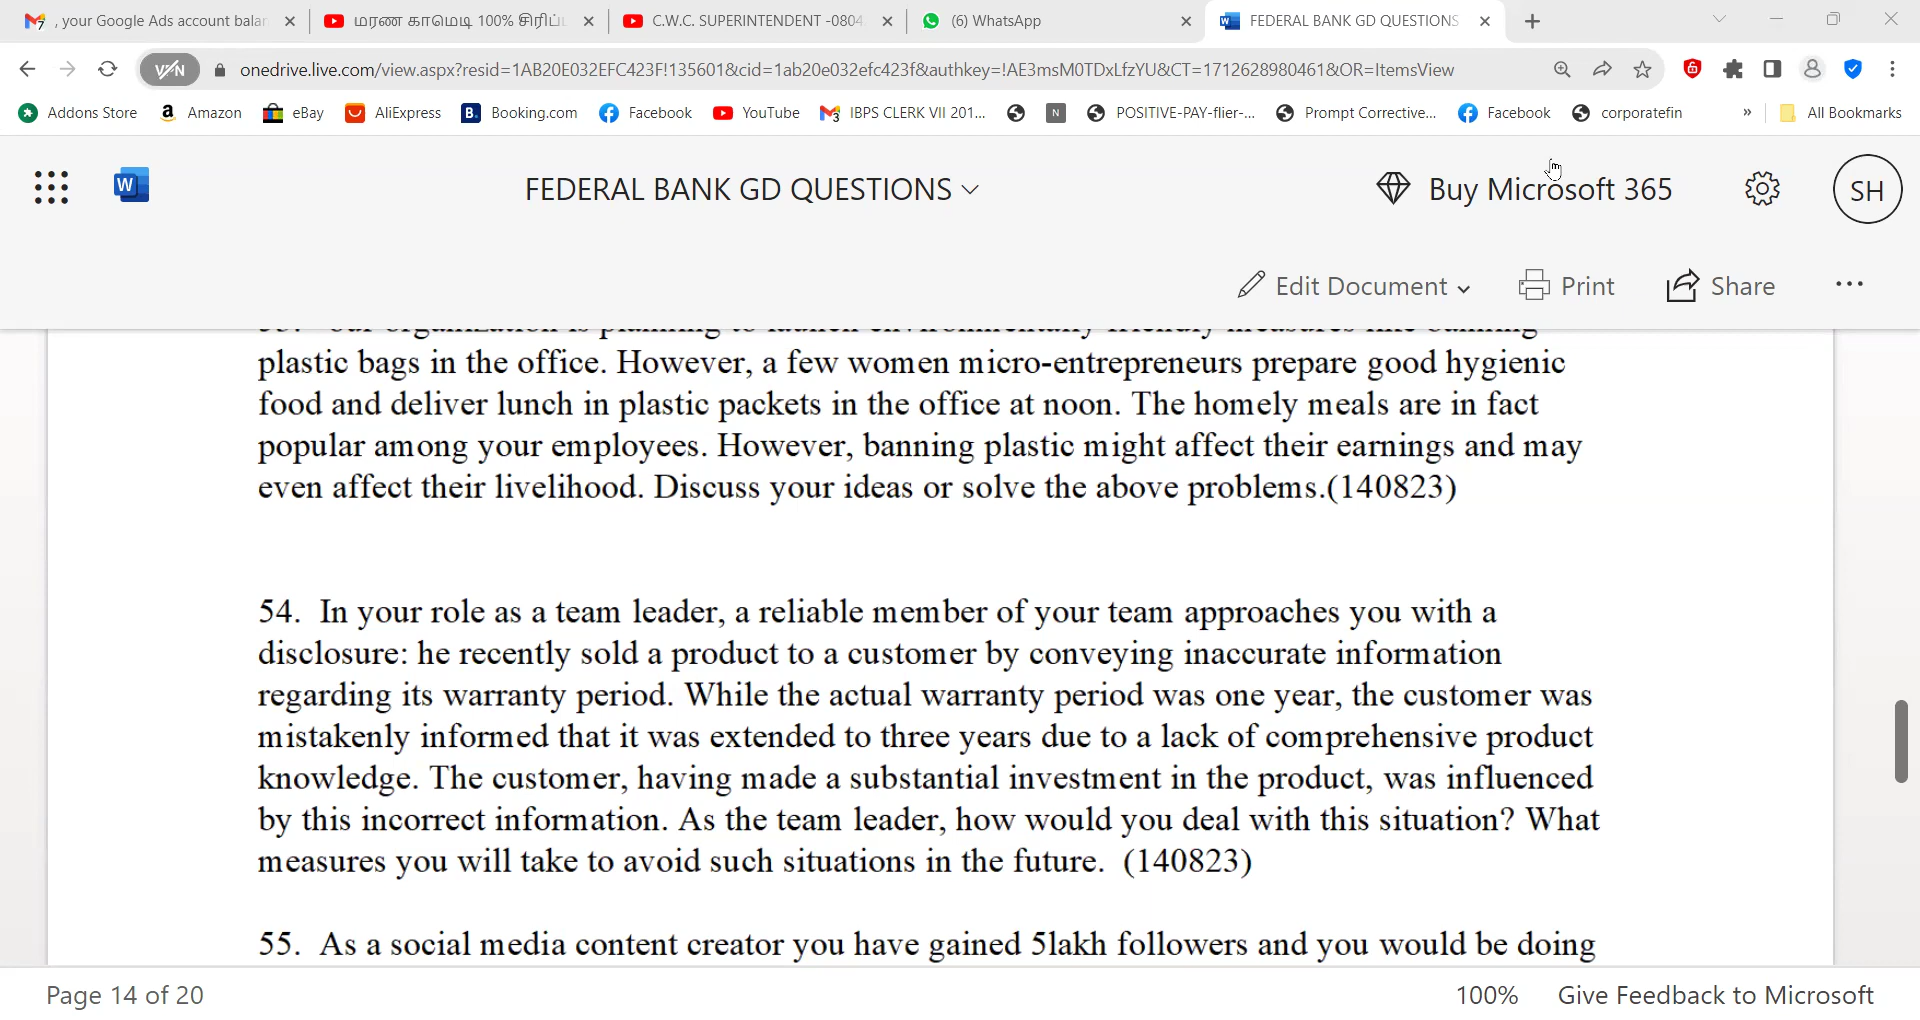 , your Google Ads account balan
மரண காமெடி 100% சிரிப்
C.W.C. SUPERINTENDENT -0804
(6) WhatsApp
FEDERAL BANK GD QUESTIONS
VPN
onedrive.live.com/view.aspx?resid=1AB20E032EFC423F!135601&cid=1ab20e032efc423f&authkey=!AE3msM0TDxLfzYU&CT=1712628980461&OR=ItemsView
Addons Store Amazon eBay AliExpress Booking.com Facebook YouTube IBPS CLERK VII 201... N POSITIVE-PAY-flier-... Prompt Corrective... Facebook corporatefin » All Bookmarks
W FEDERAL BANK GD QUESTIONS Buy Microsoft 365 SH
Edit Document Print Share ...
organization is planning to launch environmentally friendly measures like banning
plastic bags in the office. However, a few women micro-entrepreneurs prepare good hygienic
food and deliver lunch in plastic packets in the office at noon. The homely meals are in fact
popular among your employees. However, banning plastic might affect their earnings and may
even affect their livelihood. Discuss your ideas or solve the above problems.(140823)
54. In your role as a team leader, a reliable member of your team approaches you with a
disclosure: he recently sold a product to a customer by conveying inaccurate information
regarding its warranty period. While the actual warranty period was one year, the customer was
mistakenly informed that it was extended to three years due to a lack of comprehensive product
knowledge. The customer, having made a substantial investment in the product, was influenced
by this incorrect information. As the team leader, how would you deal with this situation? What
measures you will take to avoid such situations in the future. (140823)
55. As a social media content creator you have gained 5lakh followers and you would be doing
Page 14 of 20 100% Give Feedback to Microsoft